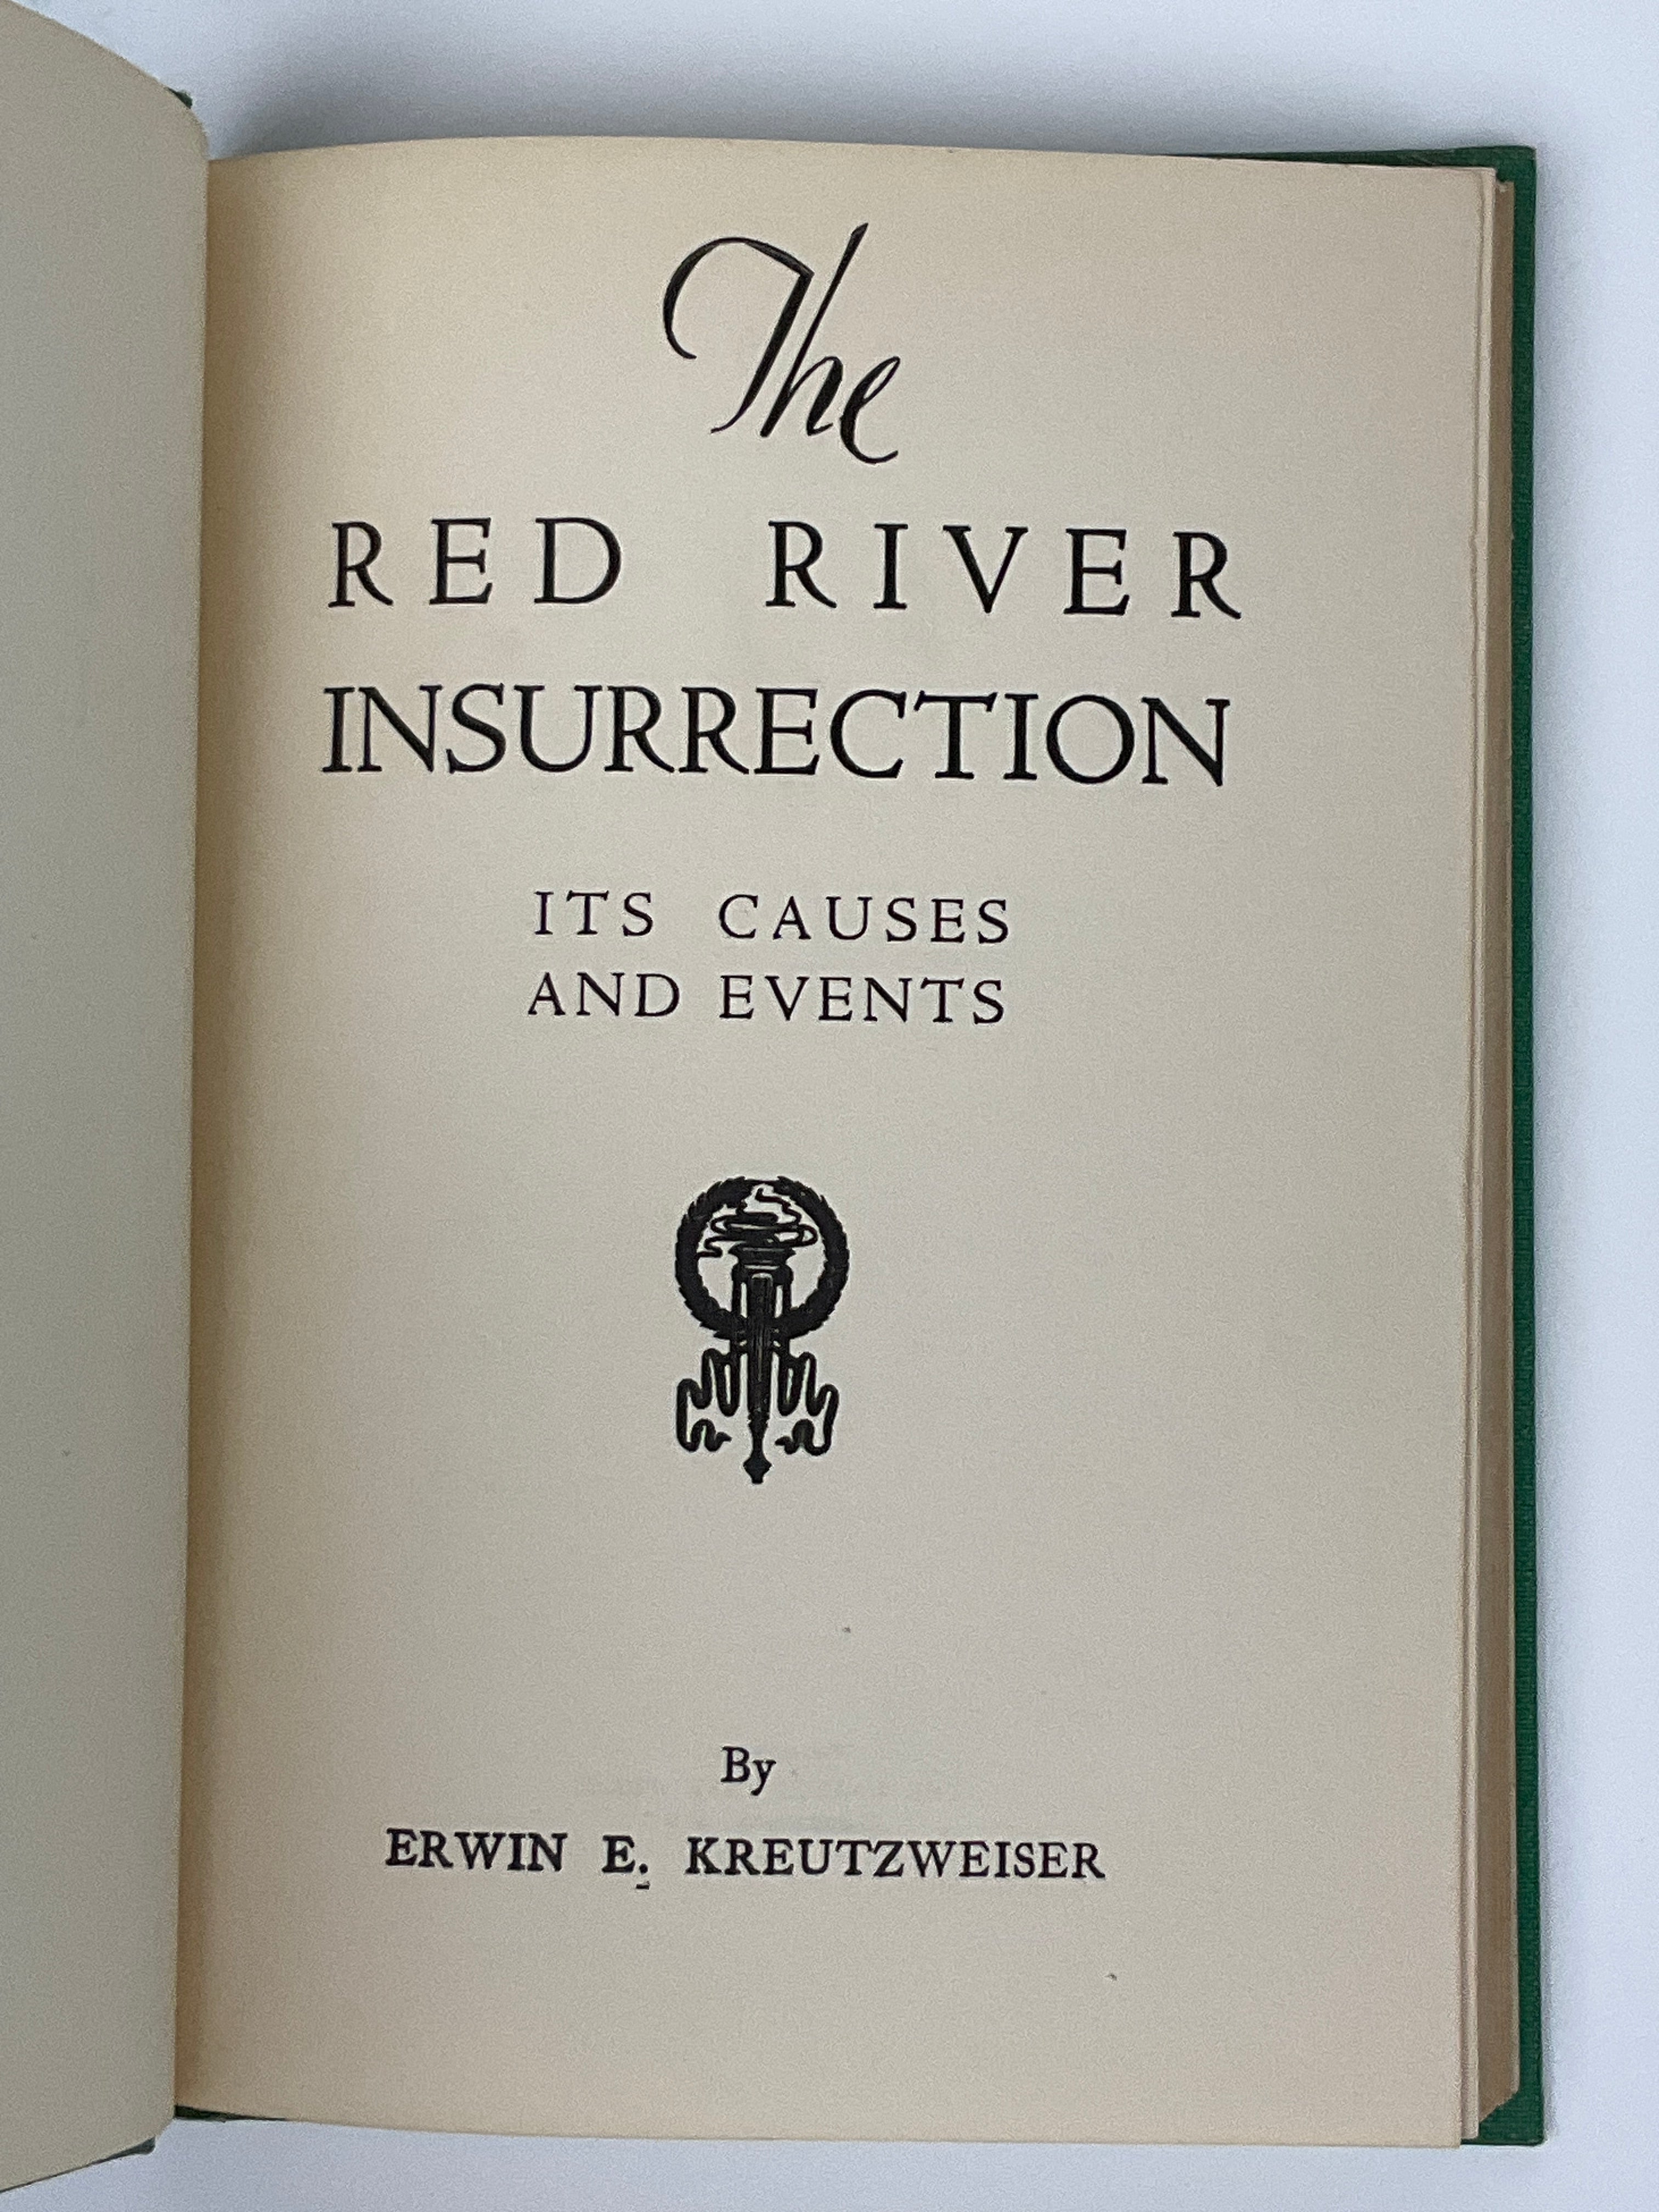 The
RED RIVER
INSURRECTION
ITS CAUSES
AND EVENTS
By
ERWIN E. KREUTZWEISER